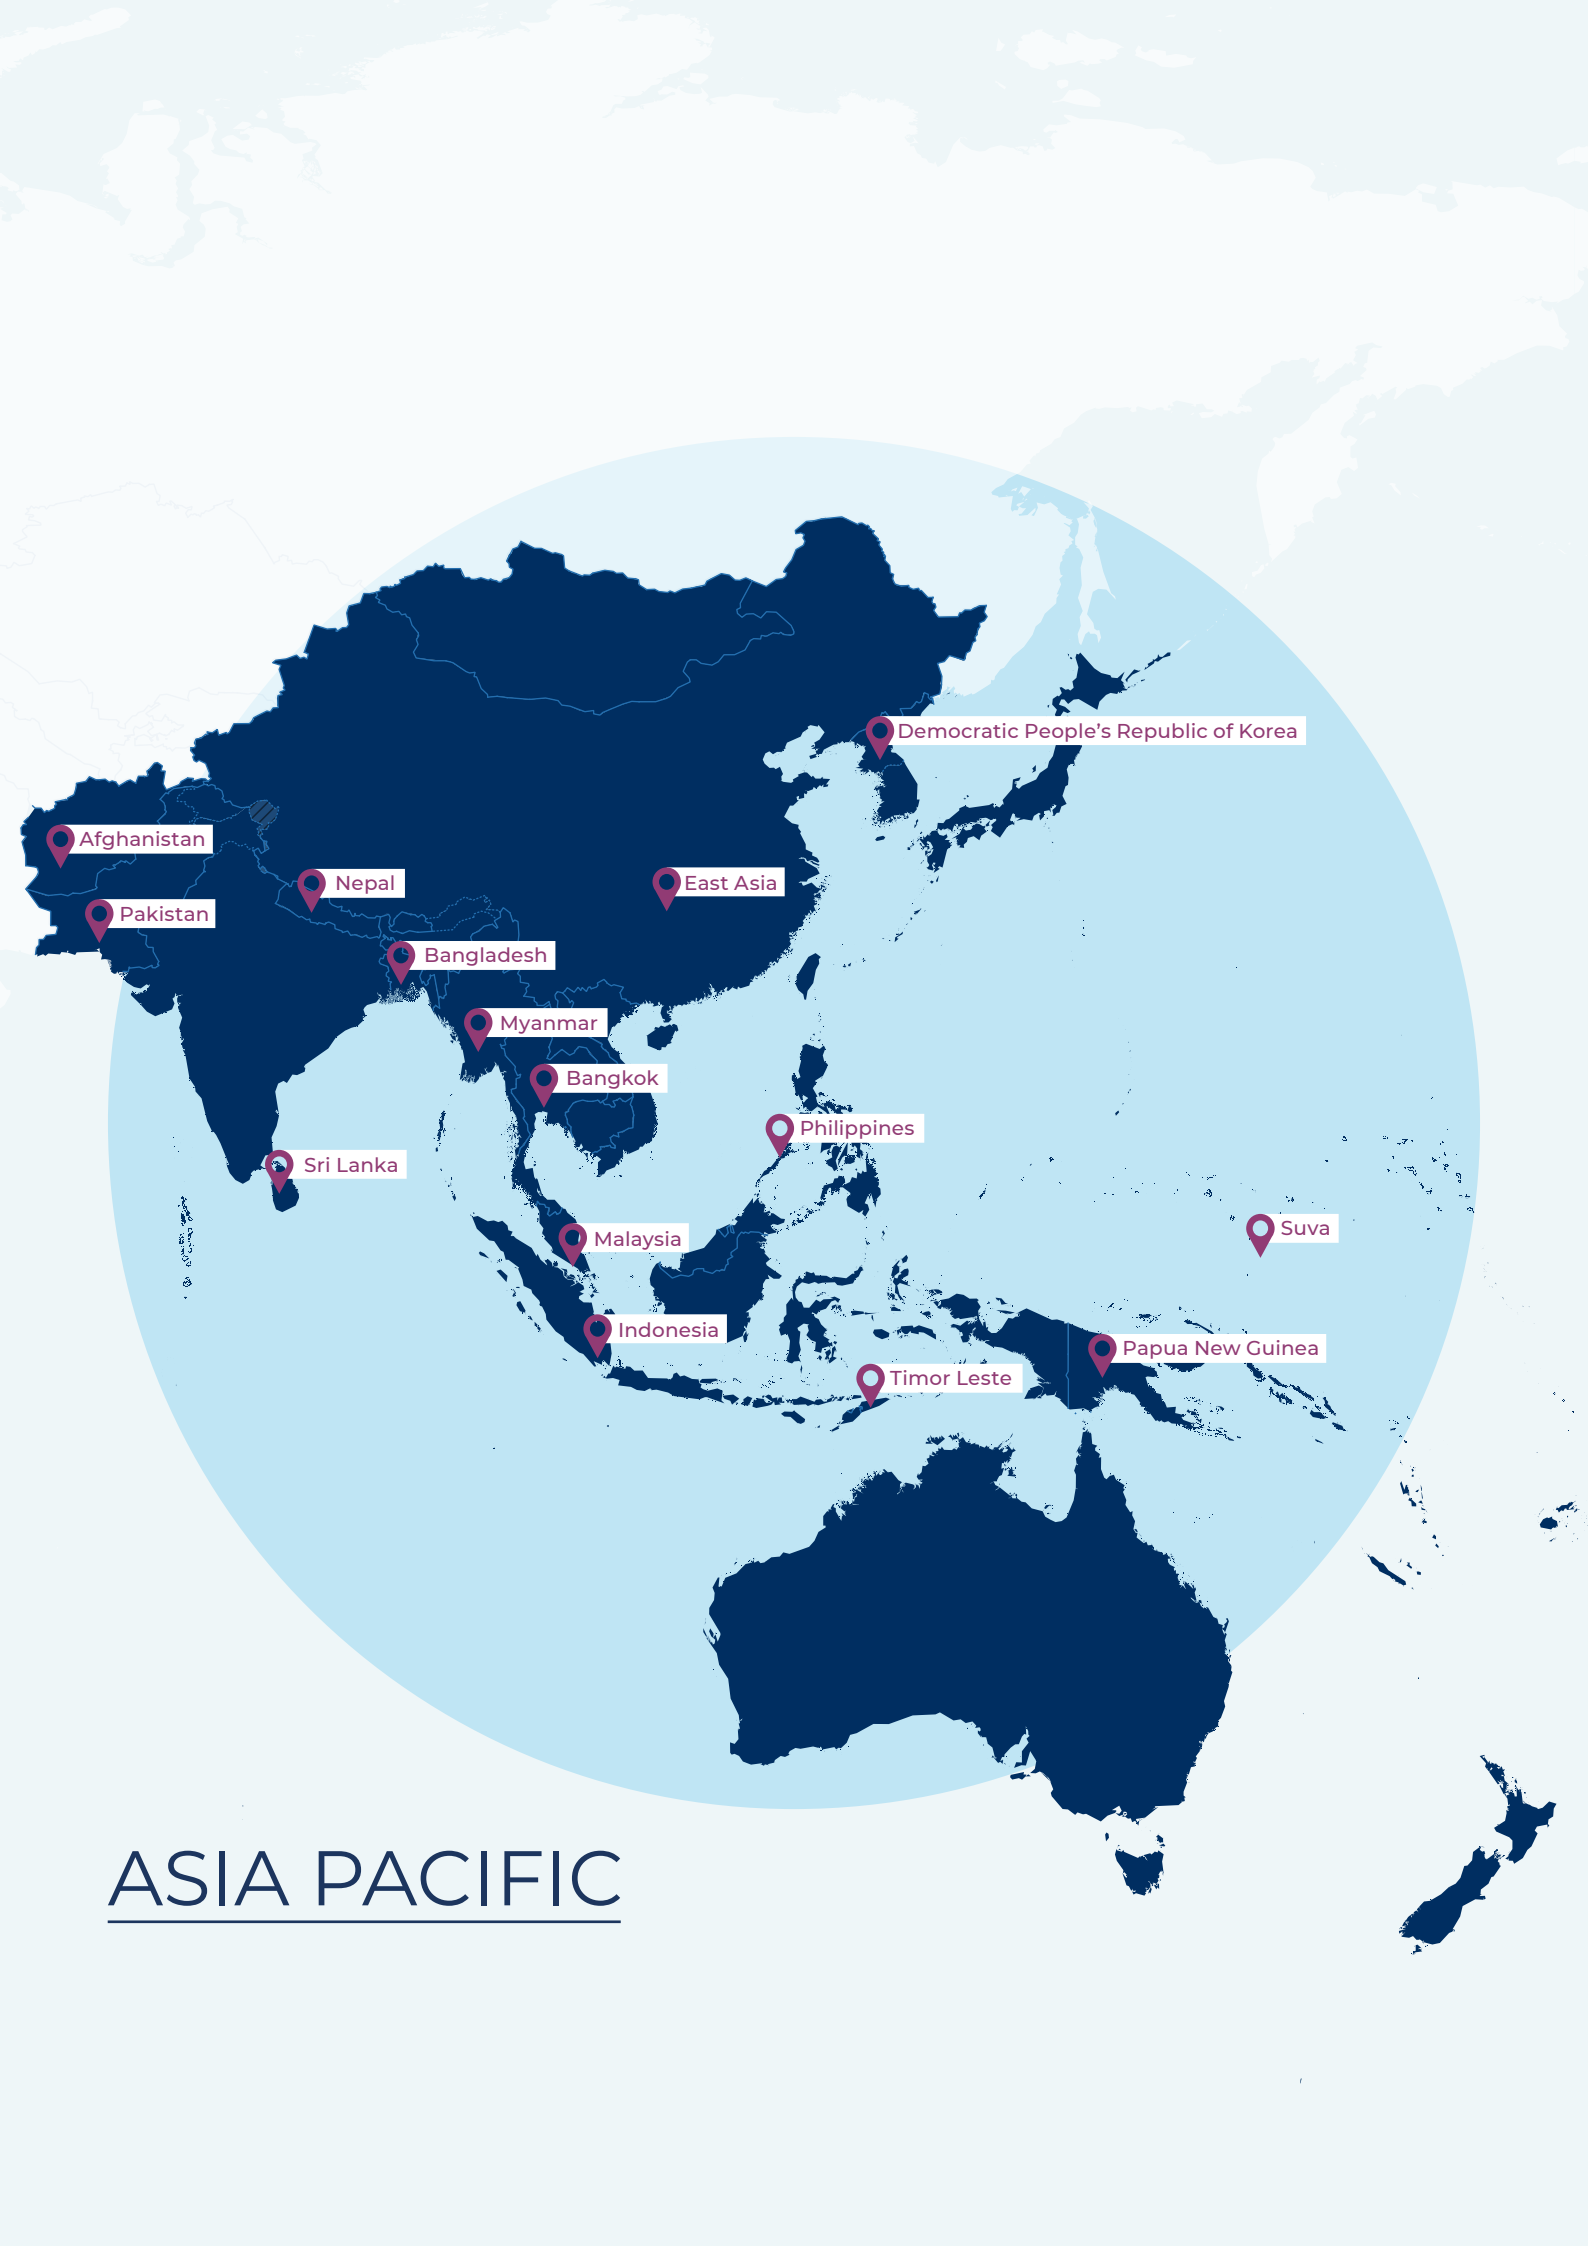 Democratic People’s Republic of Korea
Afghanistan
Nepal
East Asia
Pakistan
Bangladesh
Myanmar
Bangkok
Philippines
Sri Lanka
Suva
Malaysia
Indonesia
Papua New Guinea
Timor Leste
ASIA PACIFIC